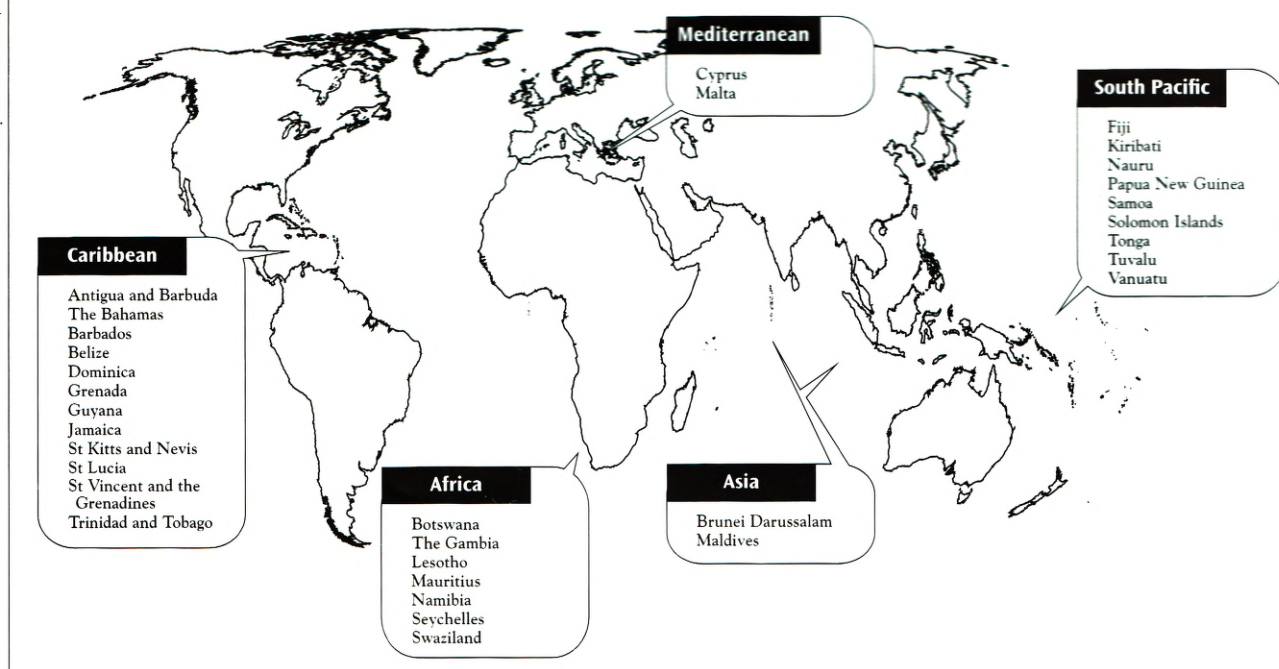 Mediterranean
Cyprus
Malta
South Pacific
Fiji
Kiribati
Nauru
Papua New Guinea
Samoa
Solomon Islands
Tonga
Tuvalu
Vanuatu
Caribbean
Antigua and Barbuda
The Bahamas
Barbados
Belize
Dominica
Grenada
Guyana
Jamaica
St Kitts and Nevis
St Lucia
St Vincent and the
Grenadines
Trinidad and Tobago
Africa
Botswana
The Gambia
Lesotho
Mauritius
Namibia
Seychelles
Swaziland
Asia
Brunei Darussalam
Maldives